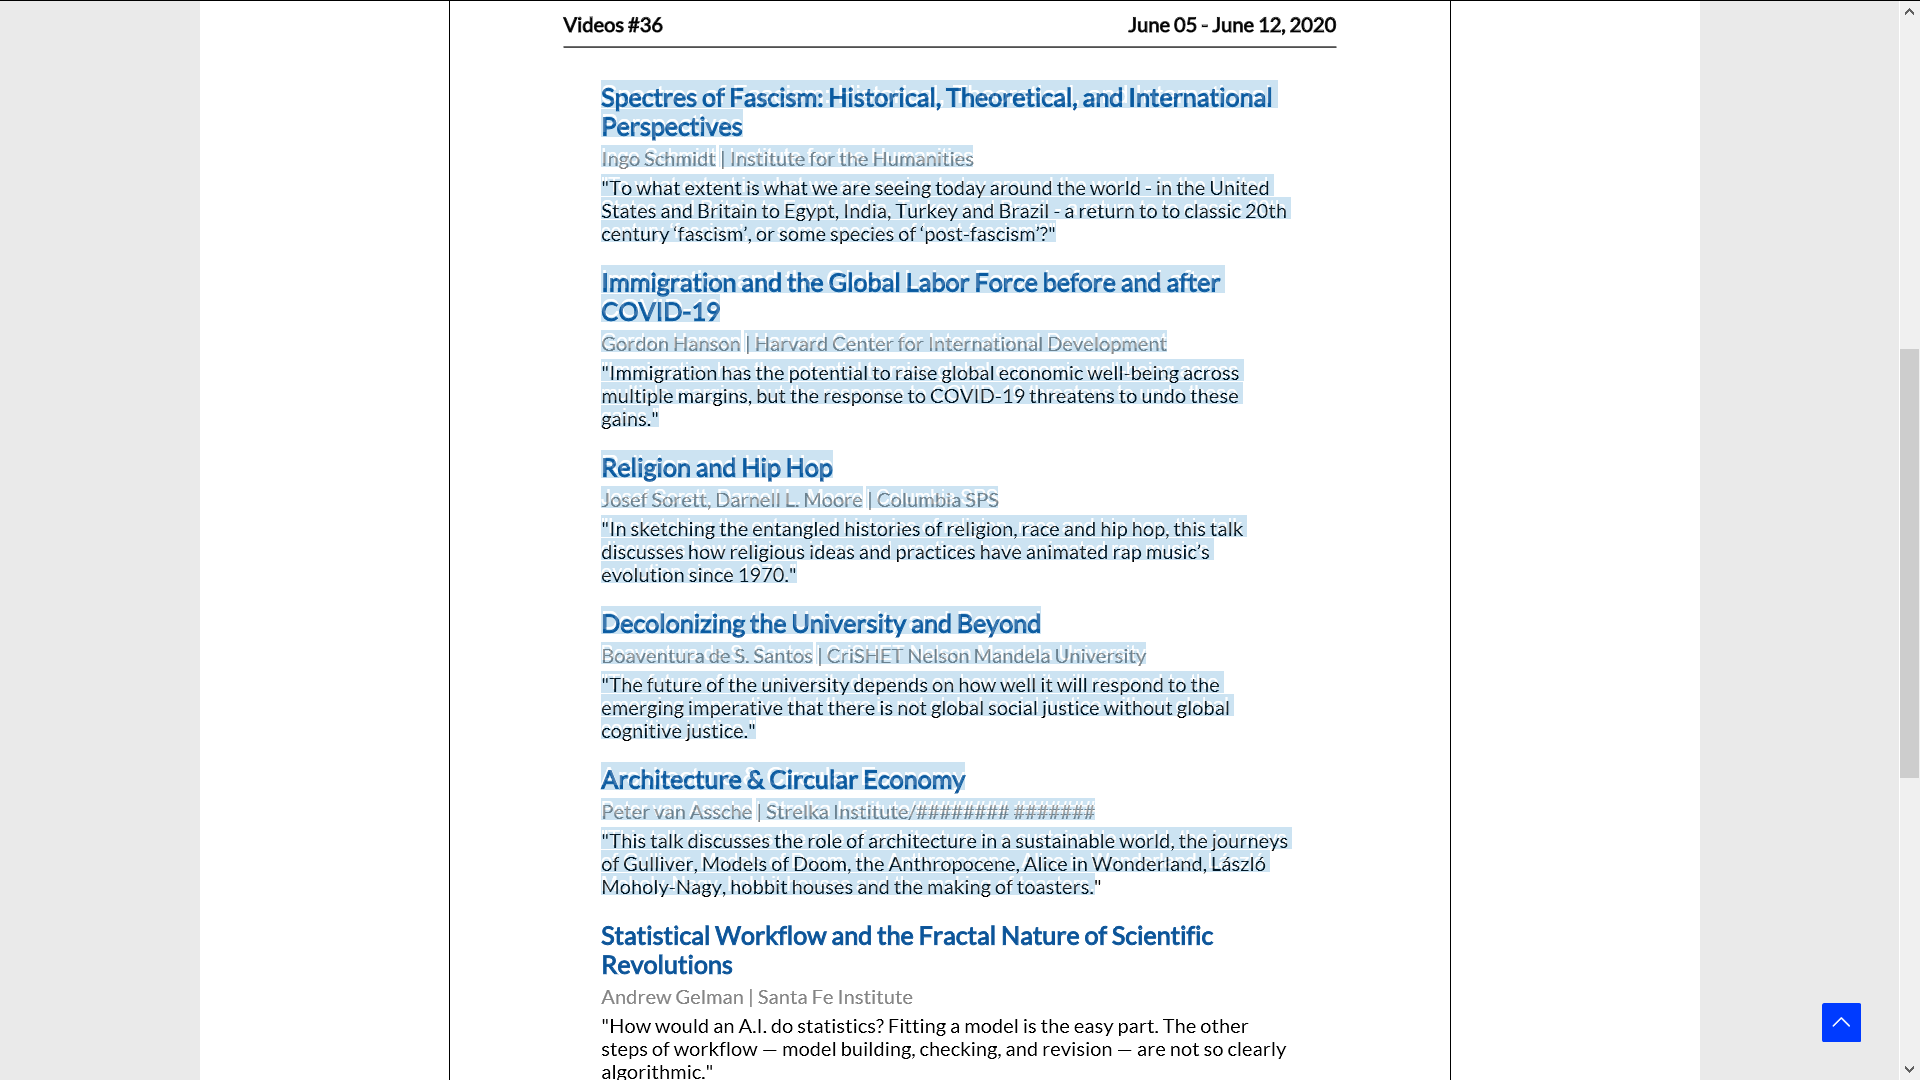 Videos #36
June 05 - June 12, 2020
Spectres of Fascism: Historical, Theoretical, and International
Perspectives
Ingo Schmidt | Institute for the Humanities
"To what extent is what we are seeing today around the world - in the United
States and Britain to Egypt, India, Turkey and Brazil - a return to to classic 20th
century ‘fascism’, or some species of ‘post-fascism’?"
Immigration and the Global Labor Force before and after
COVID-19
Gordon Hanson | Harvard Center for International Development
"Immigration has the potential to raise global economic well-being across
multiple margins, but the response to COVID-19 threatens to undo these
gains."
Religion and Hip Hop
Josef Sorett, Darnell L. Moore | Columbia SPS
"In sketching the entangled histories of religion, race and hip hop, this talk
discusses how religious ideas and practices have animated rap music’s
evolution since 1970."
Decolonizing the University and Beyond
Boaventura de S. Santos | CriSHET Nelson Mandela University
"The future of the university depends on how well it will respond to the
emerging imperative that there is not global social justice without global
cognitive justice."
Architecture & Circular Economy
Peter van Assche | Strelka Institute/######## #######
"This talk discusses the role of architecture in a sustainable world, the journeys
of Gulliver, Models of Doom, the Anthropocene, Alice in Wonderland, László
Moholy-Nagy, hobbit houses and the making of toasters."
Statistical Workflow and the Fractal Nature of Scientific
Revolutions
Andrew Gelman | Santa Fe Institute
"How would an A.I. do statistics? Fitting a model is the easy part. The other
steps of workflow — model building, checking, and revision — are not so clearly
algorithmic."